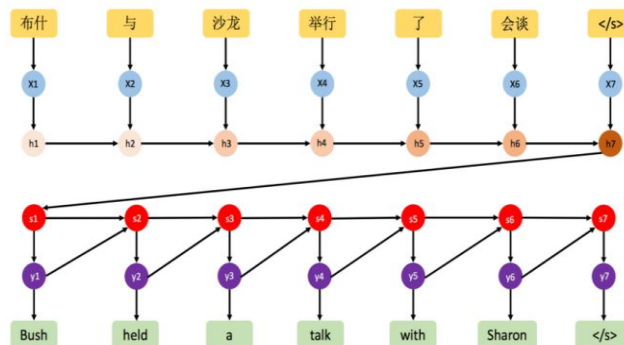 布什 与 沙龙 举行 了 会谈 </s>
X1 X2 X3 X4 X5 X6 X7
h1 h2 h3 h4 h5 h6 h7
s1 s2 s3 s4 s5 s6 s7
y1 y2 y3 y4 y5 y6 y7
Bush held a talk with Sharon </s>